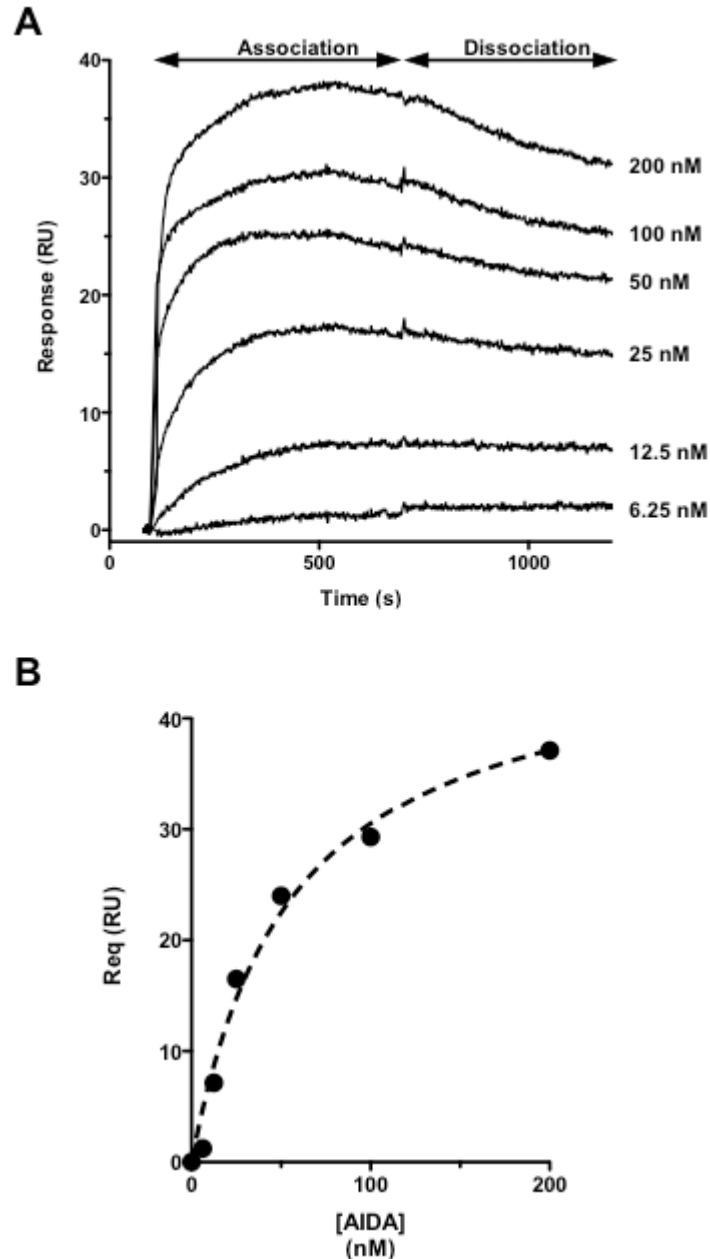 A
Association Dissociation
40
30
20
10
0
Response (RU)
200 nM
100 nM
50 nM
25 nM
12.5 nM
6.25 nM
0 500 1000
Time (s)
B
40
30
20
10
0
Req (RU)
0 100 200
[AIDA]
(nM)